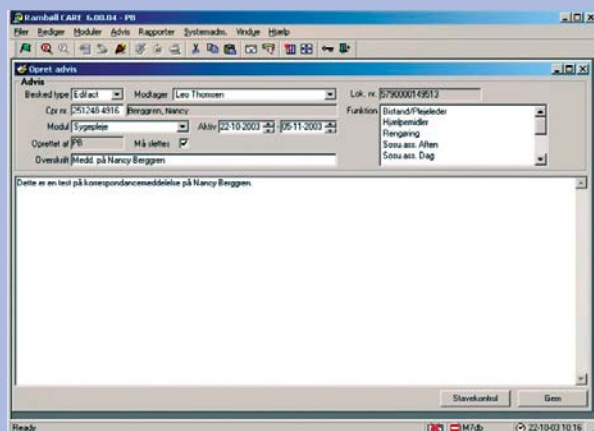 Rambøll CARE 6.00.04 - PB
Filer Rediger Moduler Advis Rapporter Systemadm. Vindue Hjælp
Opret advis
Advis
Besked type Edifact Modtager Leo Thomsen Lok. nr. 5790000149513
Cpr nr. 251248-4916 Berggren, Nancy Funktion Bistand/Plejeleder
Hjælpemidler
Modul Sygepleje Aktiv 22-10-2003 05-11-2003 Rengøring
Sosu.ass. Aften
Oprettet af PB Må slettes Sosu.ass. Dag
Overskrift Medd. på Nancy Berggren
Dette er en test på korrespondancemeddelelse på Nancy Berggren.
Stavekontrol Gem
Ready M7db 22-10-03 10:16